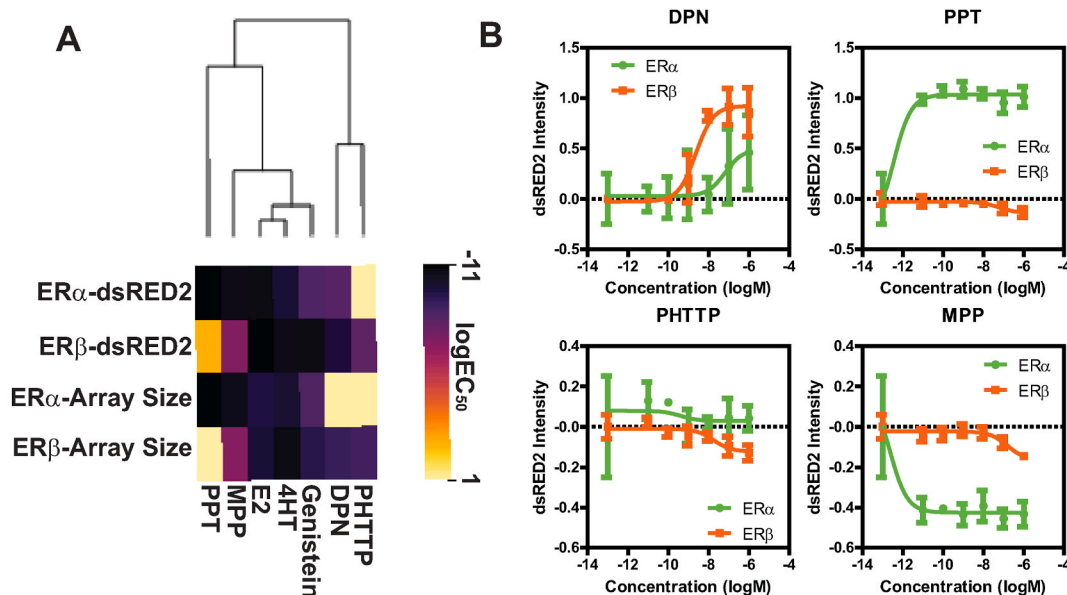 A
ERα-dsRED2
ERβ-dsRED2
ERα-Array Size
ERβ-Array Size
PPT
MPP
E2
4HT
Genistein
DPN
PHTTP
-11
logEC50
1
B
DPN
dsRED2 Intensity
1.5
1.0
0.5
0.0
-0.5
ERα
ERβ
-14 -12 -10 -8 -6 -4
Concentration (logM)
PPT
dsRED2 Intensity
1.5
1.0
0.5
0.0
-0.5
ERα
ERβ
-14 -12 -10 -8 -6 -4
Concentration (logM)
PHTTP
dsRED2 Intensity
0.4
0.2
-0.0
-0.2
-0.4
-0.6
ERα
ERβ
-14 -12 -10 -8 -6 -4
Concentration (logM)
MPP
dsRED2 Intensity
0.4
0.2
-0.0
-0.2
-0.4
-0.6
ERα
ERβ
-14 -12 -10 -8 -6 -4
Concentration (logM)